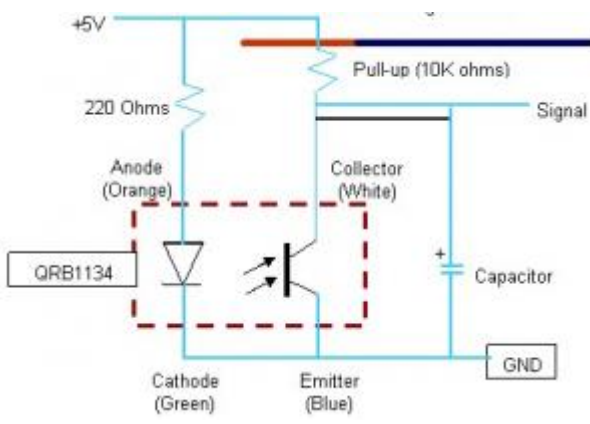 +5V
Pull-up (10K ohms)
220 Ohms
Signal
Anode
(Orange)
Collector
(White)
QRB1134
+
Capacitor
GND
Cathode
(Green)
Emitter
(Blue)